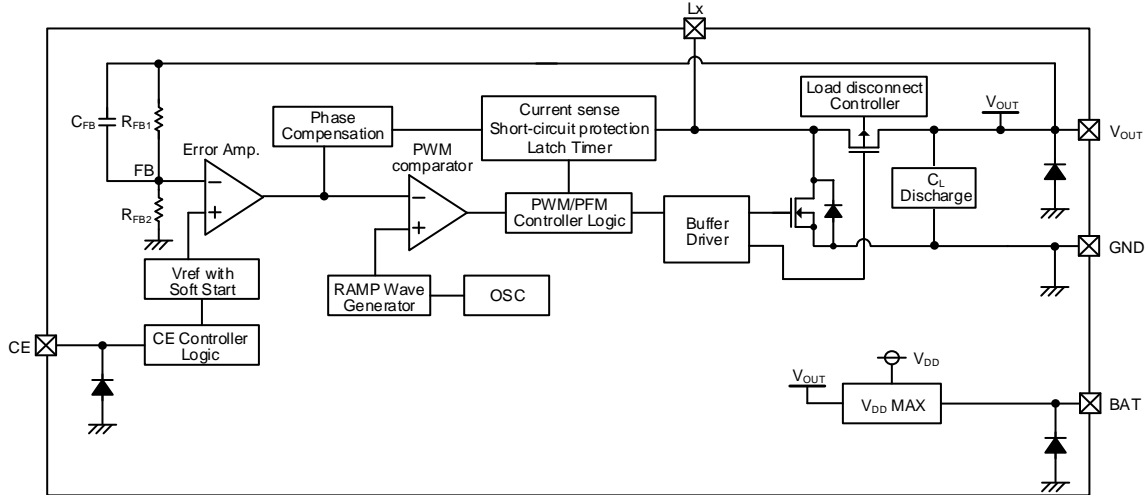 Lx
Load disconnect
Controller
Phase
Compensation
Current sense
Short-circuit protection
Latch Timer
VOUT
VOUT
CFB
RFB1
Error Amp.
PWM
comparator
FB
CL
Discharge
RFB2
PWM/PFM
Controller Logic
Buffer
Driver
GND
Vref with
Soft Start
RAMP Wave
Generator
OSC
CE
CE Controller
Logic
VDD
VOUT
VDD MAX
BAT